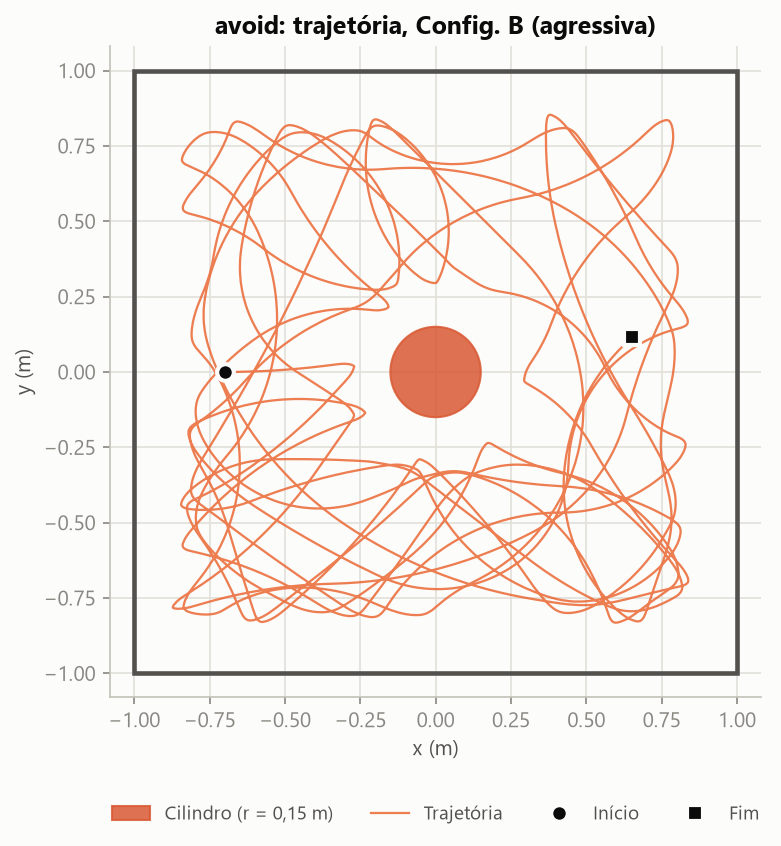 avoid: trajetória, Config. B (agressiva)
1.00
0.75
0.50
0.25
0.00
−0.25
−0.50
−0.75
−1.00
y (m)
−1.00 −0.75 −0.50 −0.25 0.00 0.25 0.50 0.75 1.00
x (m)
Cilindro (r = 0,15 m) Trajetória Início Fim